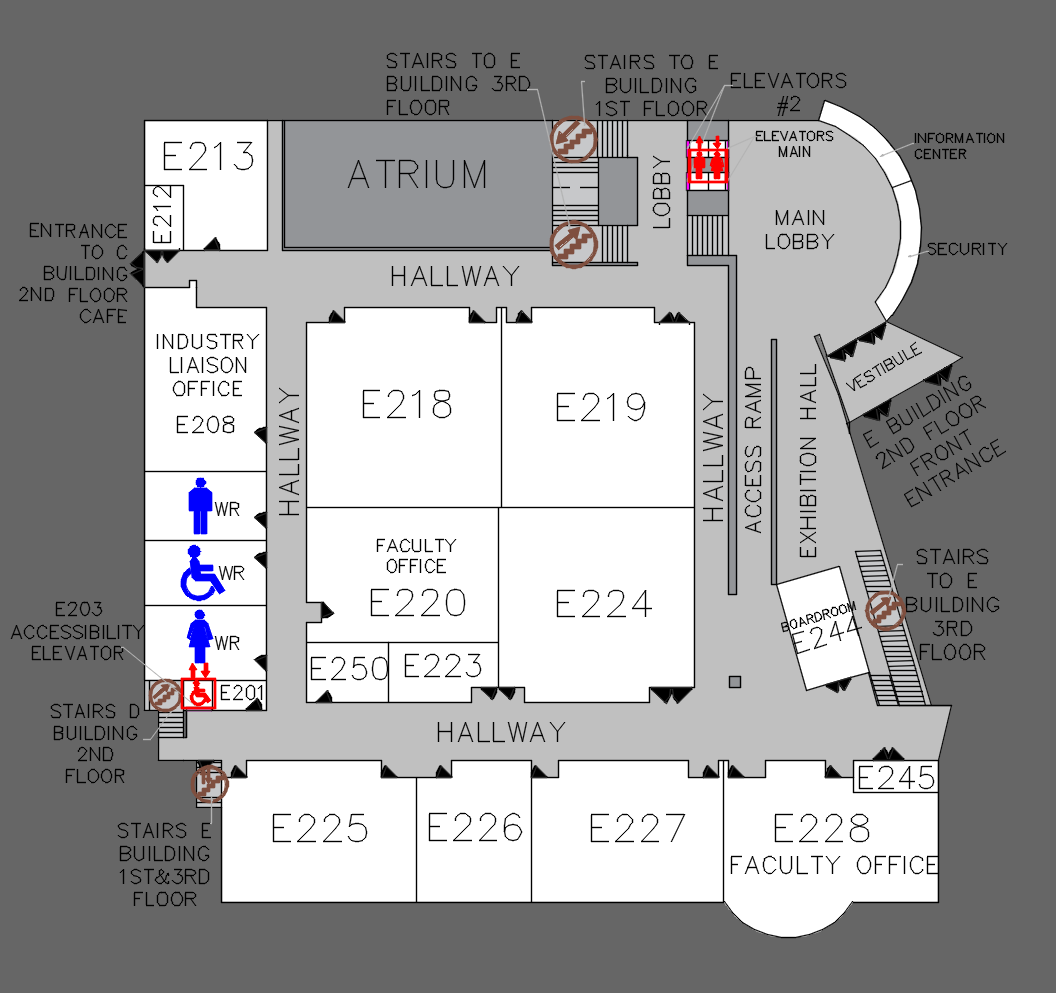 STAIRS TO E
BUILDING 3RD
FLOOR
STAIRS TO E
BUILDING
1ST FLOOR
ELEVATORS
#2
ELEVATORS
MAIN
INFORMATION
CENTER
E213
E212
ATRIUM
LOBBY
MAIN
LOBBY
SECURITY
ENTRANCE
TO C
BUILDING
2ND FLOOR
CAFE
HALLWAY
INDUSTRY
LIAISON
OFFICE
E208
VESTIBULE
E BUILDING
2ND FLOOR
FRONT
ENTRANCE
HALLWAY
E218
E219
HALLWAY
ACCESS RAMP
EXHIBITION HALL
WR
WR
WR
FACULTY
OFFICE
E220
E224
STAIRS
TO E
BUILDING
3RD
FLOOR
BOARDROOM
E244
E203
ACCESSIBILITY
ELEVATOR
E250
E223
E201
STAIRS D
BUILDING
2ND
FLOOR
HALLWAY
E245
E225
E226
E227
E228
FACULTY OFFICE
STAIRS E
BUILDING
1ST&3RD
FLOOR